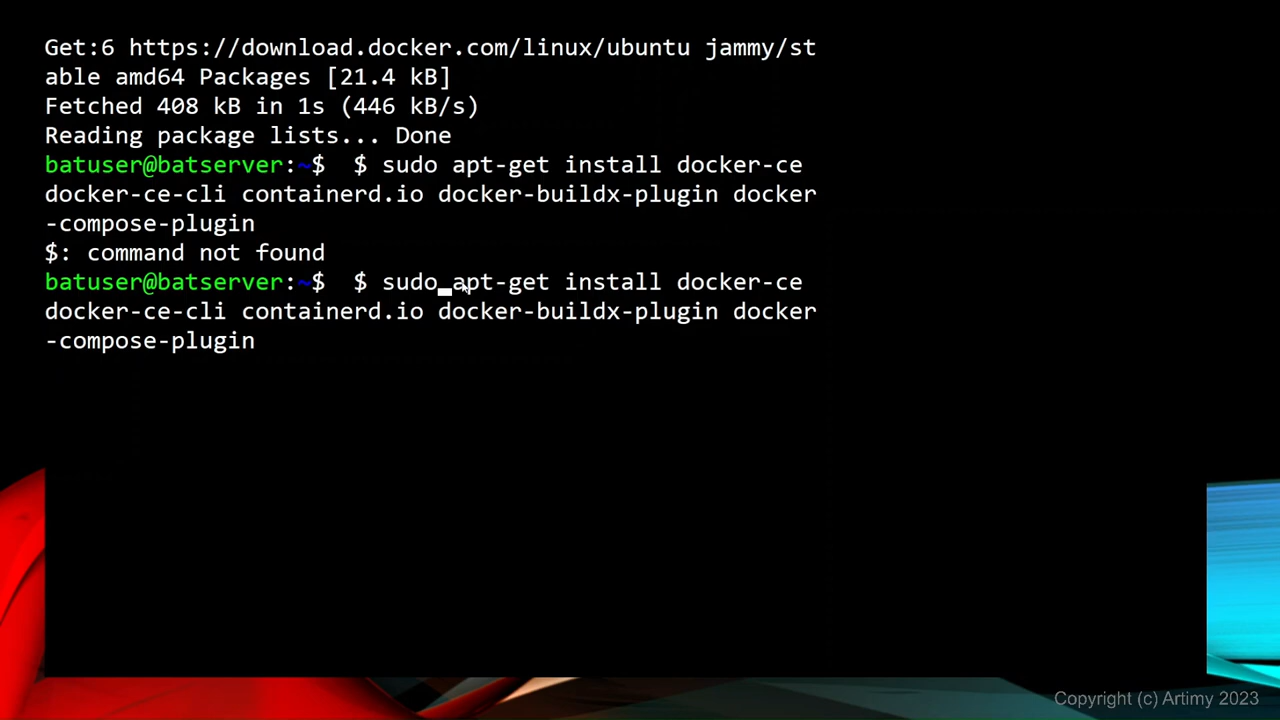 Get:6 https://download.docker.com/linux/ubuntu jammy/st
able amd64 Packages [21.4 kB]
Fetched 408 kB in 1s (446 kB/s)
Reading package lists... Done
batuser@batserver:~$  $ sudo apt-get install docker-ce
docker-ce-cli containerd.io docker-buildx-plugin docker
-compose-plugin
$: command not found
batuser@batserver:~$  $ sudo apt-get install docker-ce
docker-ce-cli containerd.io docker-buildx-plugin docker
-compose-plugin
Copyright (c) Artimy 2023